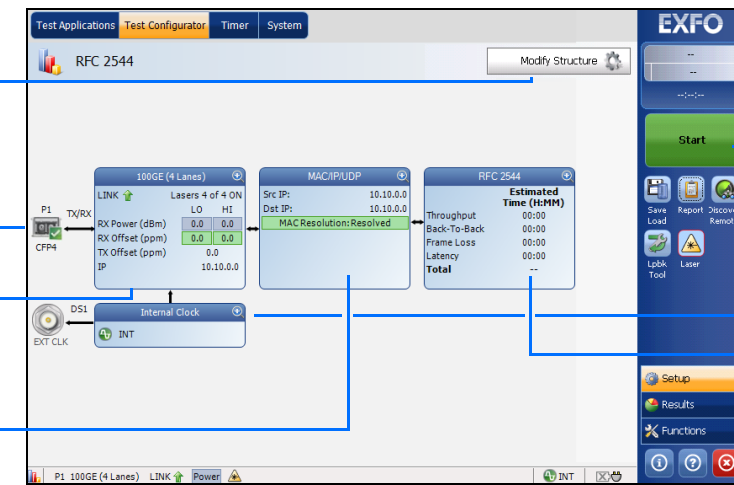 Test Applications Test Configurator Timer System
EXFO
RFC 2544
Modify Structure
--
--
--:--:--
Start
Save
Load
Report
Lpbk
Tool
Laser
100GE (4 Lanes)
LINK Lasers 4 of 4 ON
LO HI
RX Power (dBm) 0.0 0.0
RX Offset (ppm) 0.0 0.0
TX Offset (ppm) 0.0
IP 10.10.0.0
P1 TX/RX
CFP4
MAC/IP/UDP
Src IP: 10.10.0.0
Dst IP: 10.10.0.0
MAC Resolution: Resolved
RFC 2544
Estimated
Time (H:MM)
Throughput 00:00
Back-To-Back 00:00
Frame Loss 00:00
Latency 00:00
Total --
DS1
EXT CLK
Internal Clock
INT
Setup
Results
Functions
P1 100GE (4 Lanes) LINK Power INT